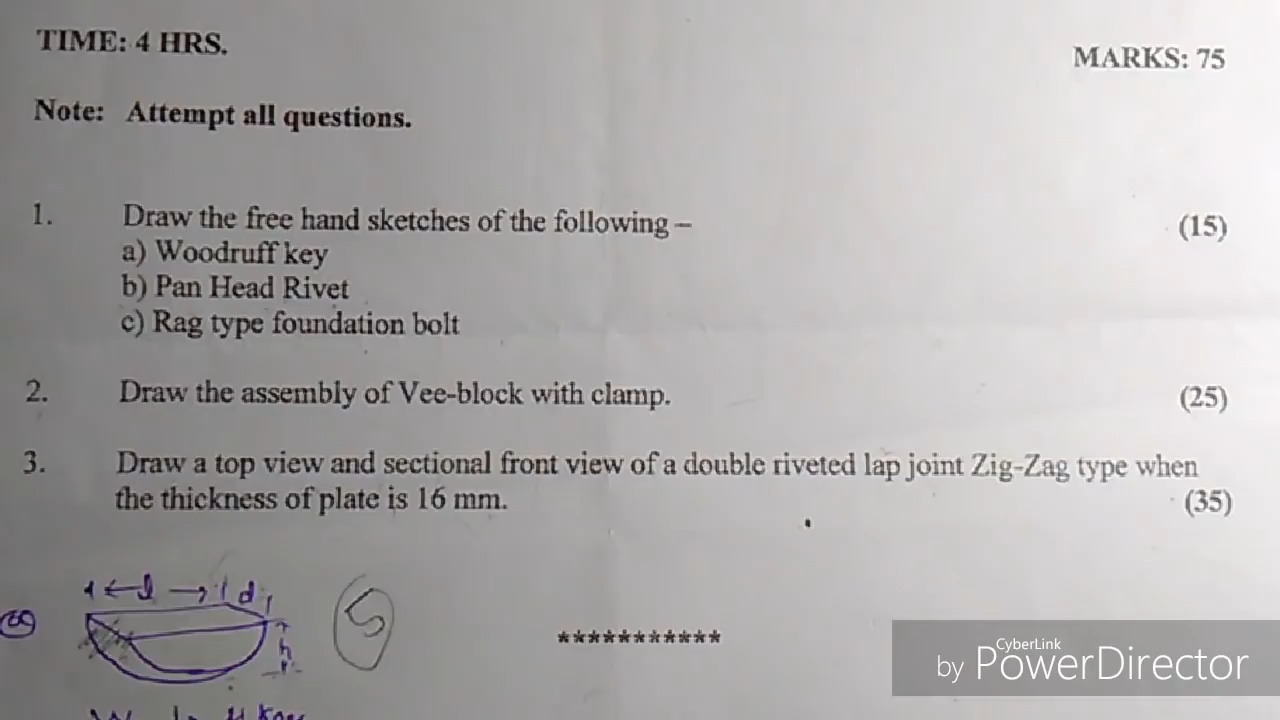 TIME: 4 HRS.
MARKS: 75
Note: Attempt all questions.
1. Draw the free hand sketches of the following – (15)
a) Woodruff key
b) Pan Head Rivet
c) Rag type foundation bolt
2. Draw the assembly of Vee-block with clamp. (25)
3. Draw a top view and sectional front view of a double riveted lap joint Zig-Zag type when
the thickness of plate is 16 mm. (35)
d
h
5
***********
CyberLink
by PowerDirector